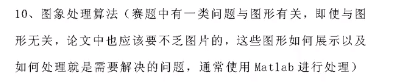 10、图象处理算法（赛题中有一类问题与图形有关，即使与图
形无关，论文中也应该要不乏图片的，这些图形如何展示以及
如何处理就是需要解决的问题，通常使用Matlab进行处理）